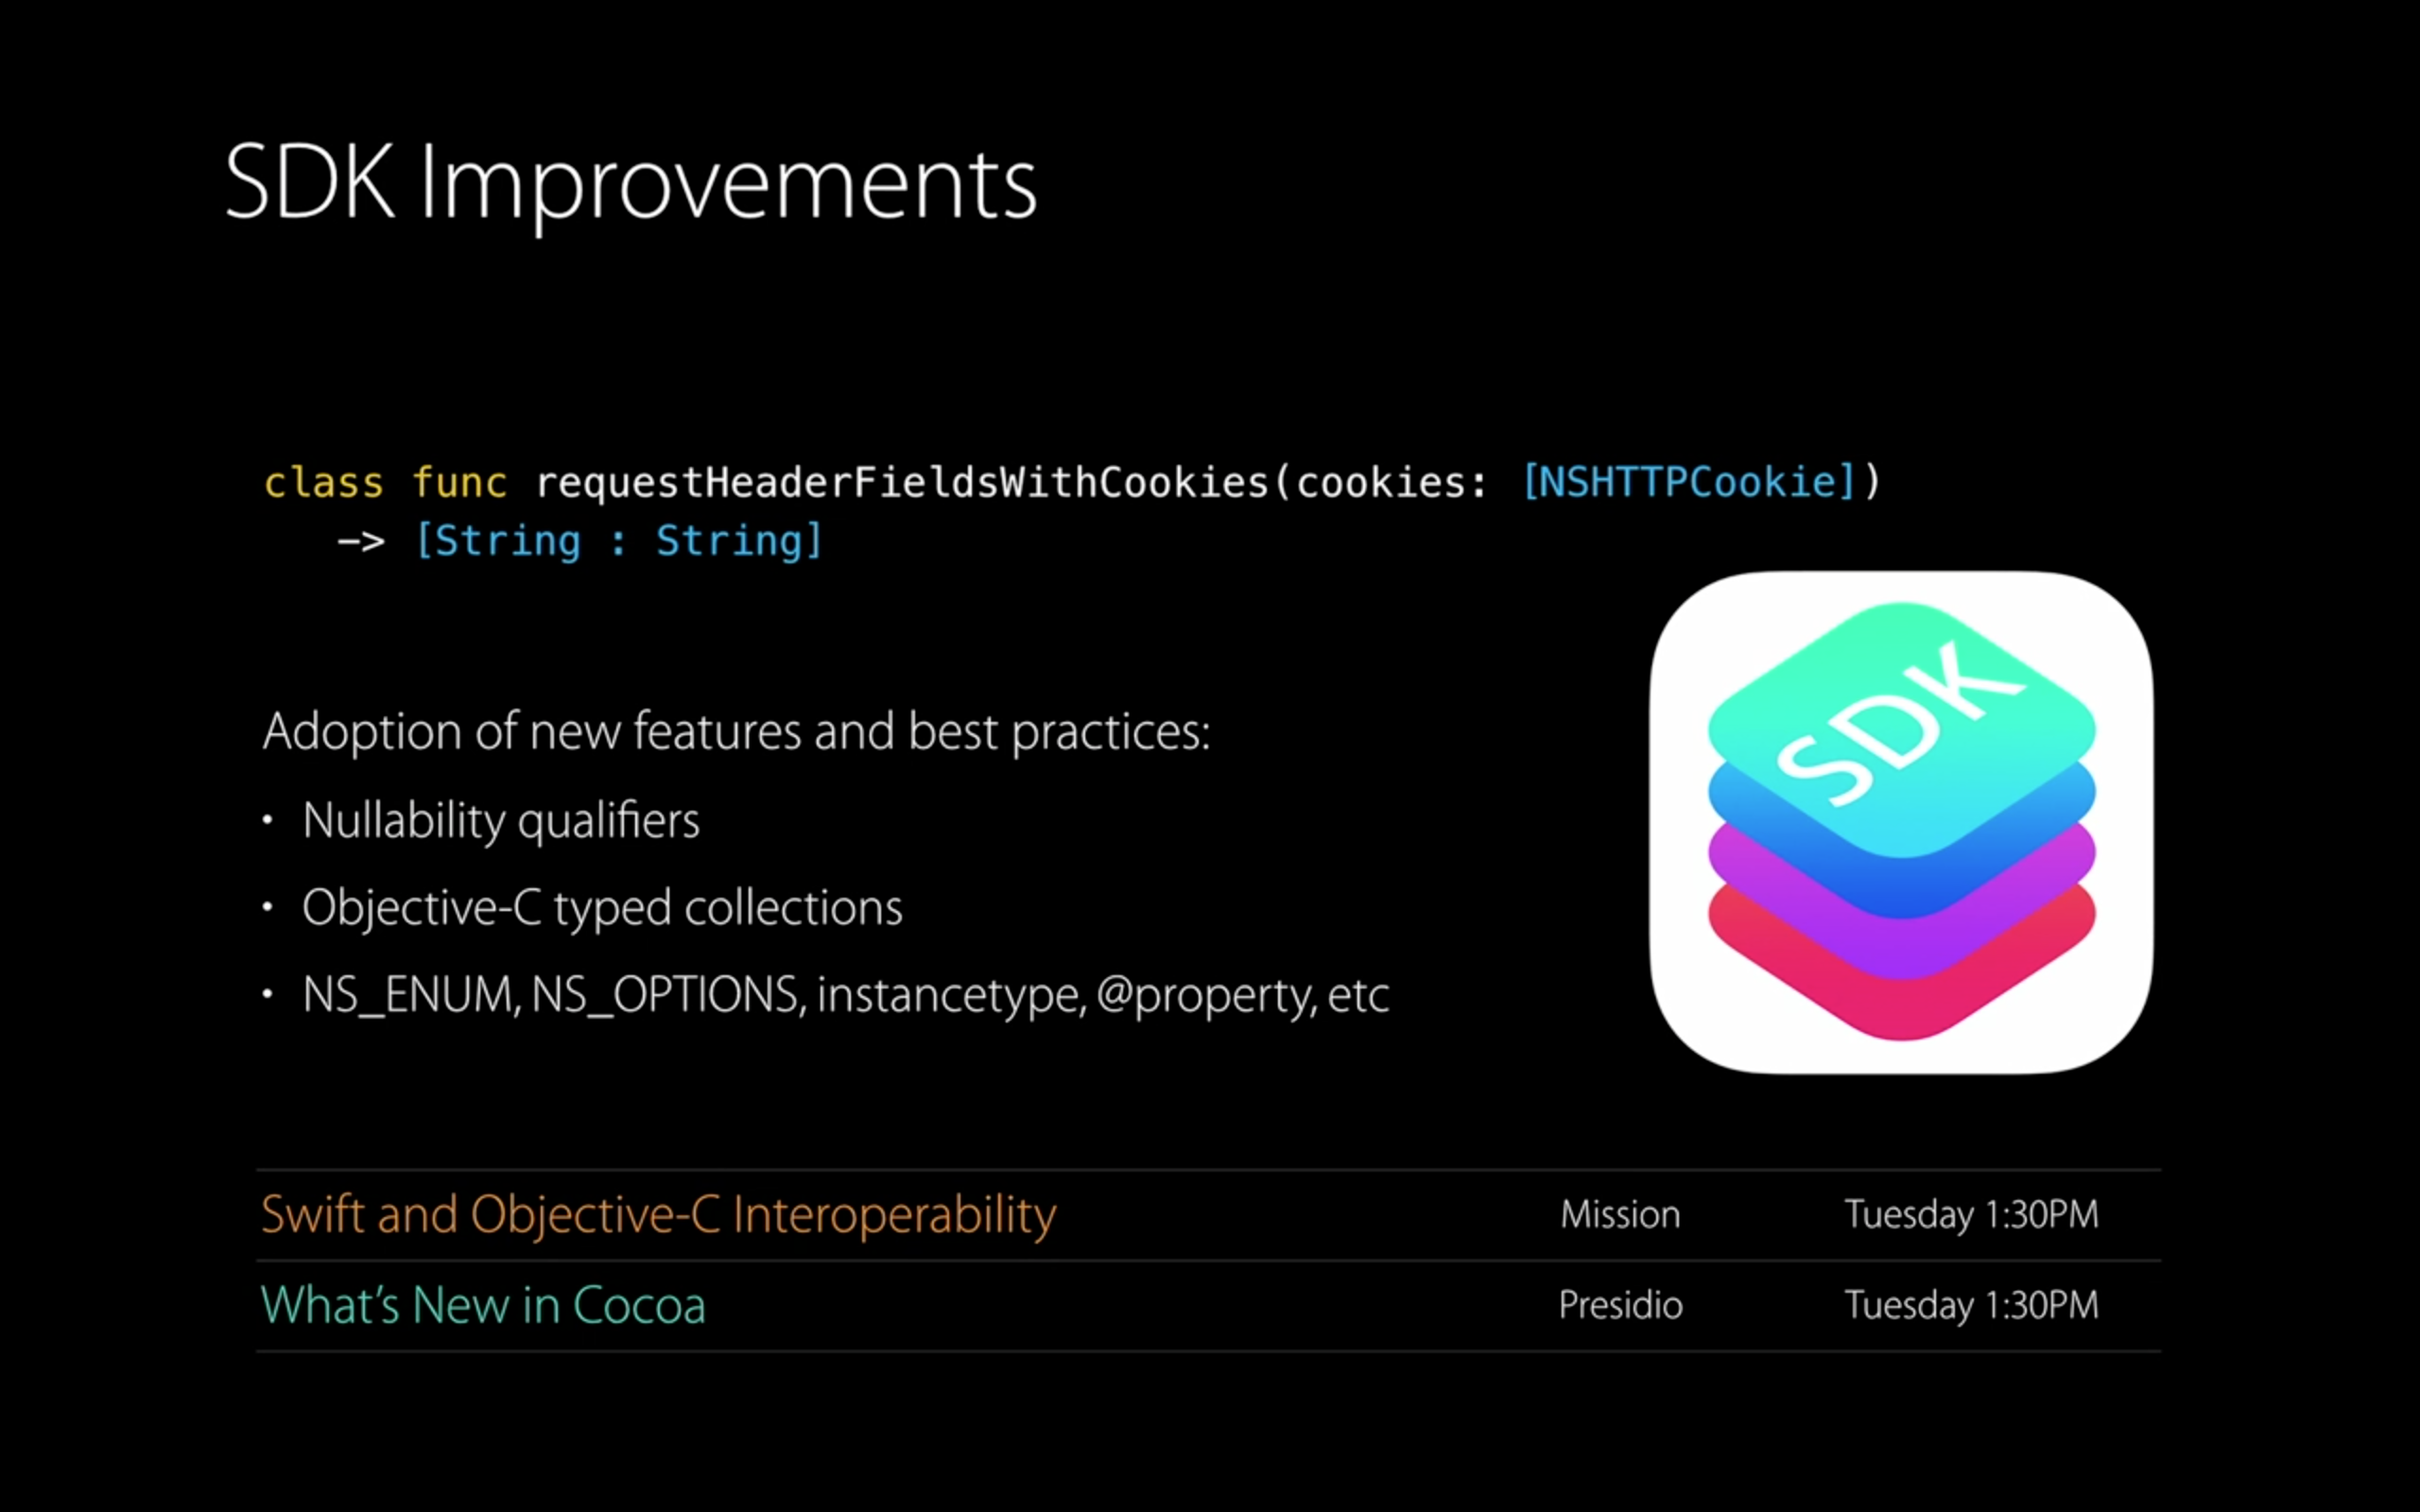 SDK Improvements
class func requestHeaderFieldsWithCookies(cookies: [NSHTTPCookie])
-> [String : String]
SDK
Adoption of new features and best practices:
• Nullability qualifiers
• Objective-C typed collections
• NS_ENUM, NS_OPTIONS, instancetype, @property, etc
Swift and Objective-C Interoperability Mission Tuesday 1:30PM
What's New in Cocoa Presidio Tuesday 1:30PM